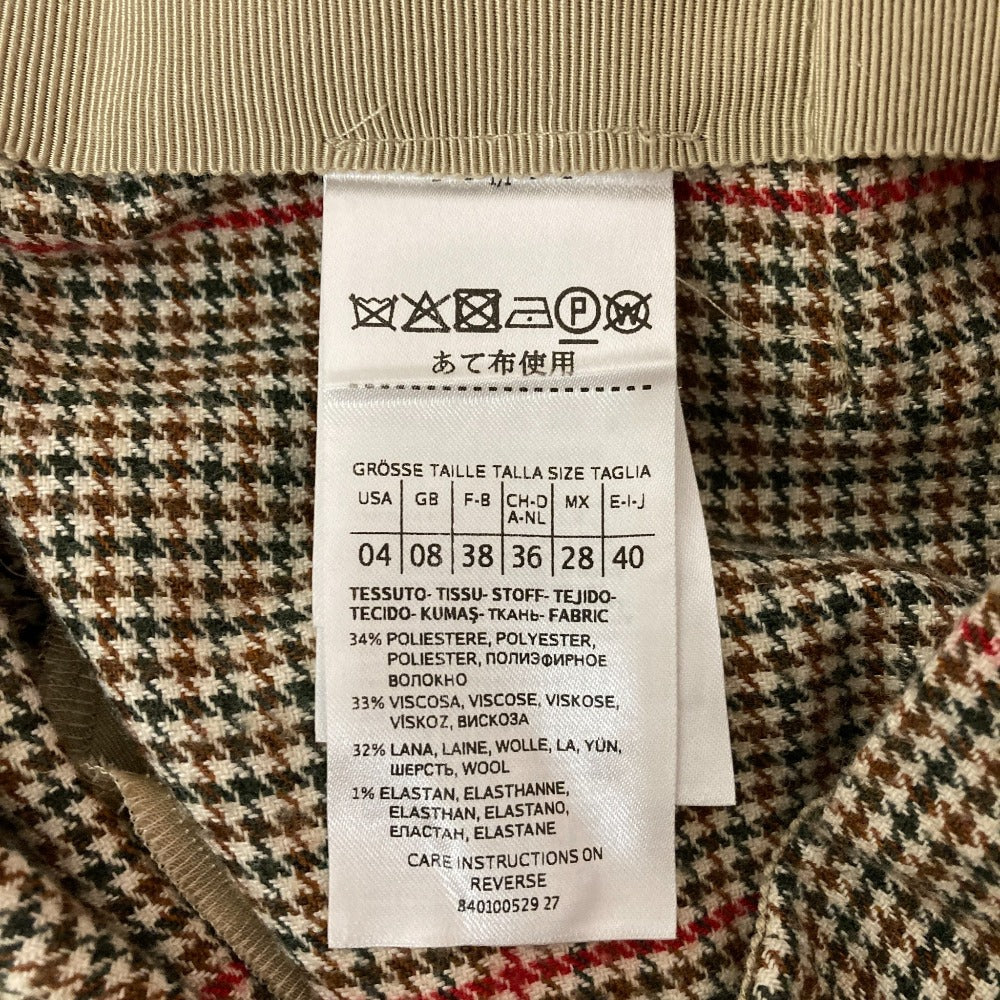 P W
あて布使用
GRÖSSE TAILLE TALLA SIZE TAGLIA
USA GB F-B CH-D A-NL MX E-I-J
04 08 38 36 28 40
TESSUTO- TISSU- STOFF- TEJIDO-
TECIDO- KUMAŞ- ТКАНЬ- FABRIC
34% POLIESTERE, POLYESTER,
POLIESTER, ПОЛИЭФИРНОЕ
ВОЛОКНО
33% VISCOSA, VISCOSE, VISKOSE,
VİSKOZ, ВИСКОЗА
32% LANA, LAINE, WOLLE, LA, YÜN,
ШЕРСТЬ, WOOL
1% ELASTAN, ELASTHANNE,
ELASTHAN, ELASTANO,
ЕПАСТАН, ELASTANE
CARE INSTRUCTIONS ON
REVERSE
840100529 27